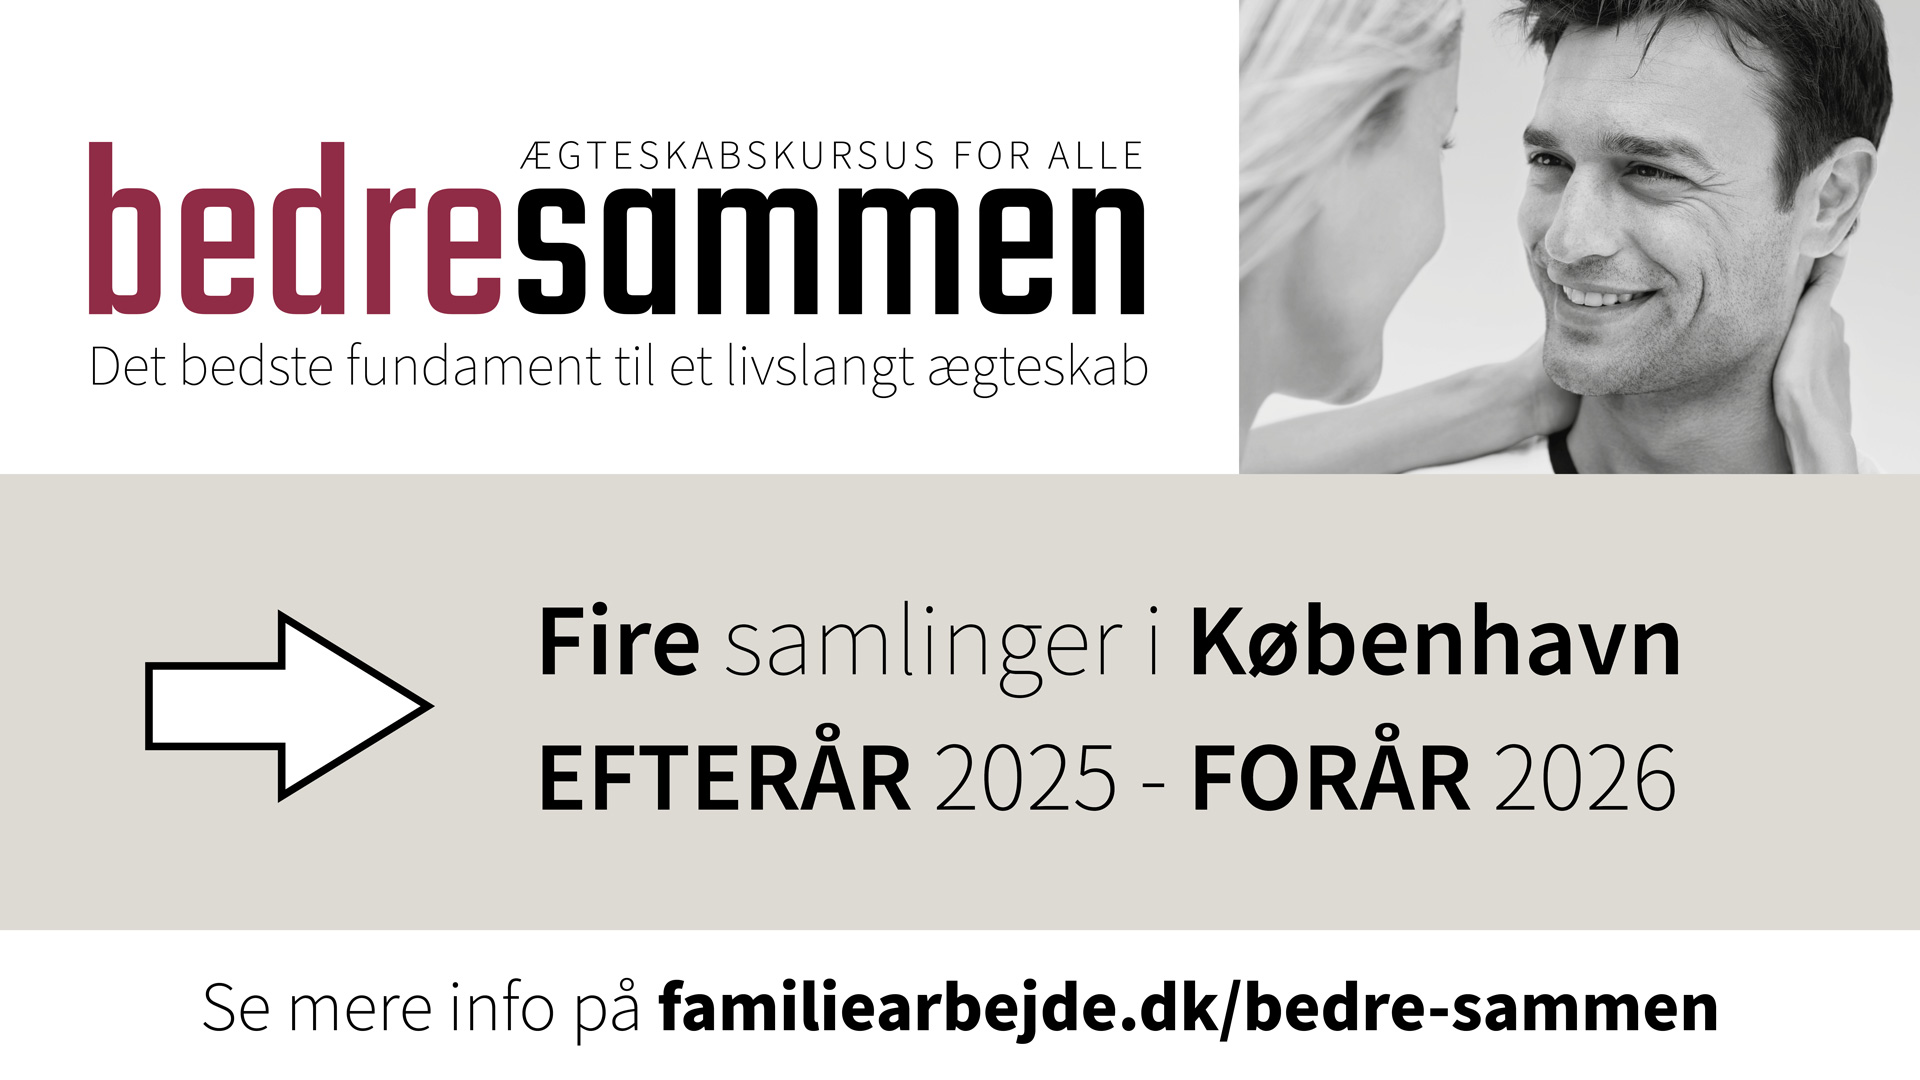 ÆGTESKABSKURSUS FOR ALLE
bedresammen
Det bedste fundament til et livslangt ægteskab
Fire samlinger i København
EFTERÅR 2025 - FORÅR 2026
Se mere info på familiearbejde.dk/bedre-sammen